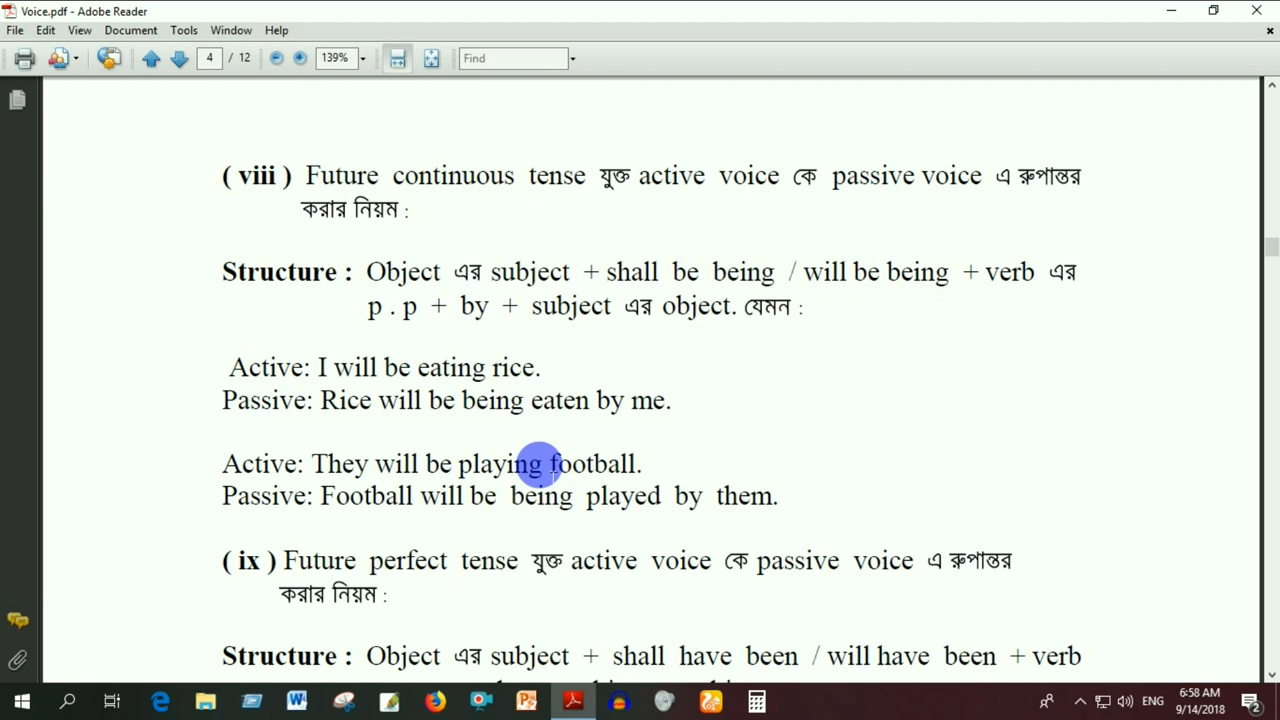 Voice.pdf - Adobe Reader
File Edit View Document Tools Window Help
4 / 12 139% Find
( viii ) Future continuous tense যুক্ত active voice কে passive voice এ রুপান্তর
করার নিয়ম :
Structure : Object এর subject + shall be being / will be being + verb এর
p . p + by + subject এর object. যেমন :
Active: I will be eating rice.
Passive: Rice will be being eaten by me.
Active: They will be playing football.
Passive: Football will be being played by them.
( ix ) Future perfect tense যুক্ত active voice কে passive voice এ রুপান্তর
করার নিয়ম :
Structure : Object এর subject + shall have been / will have been + verb
ENG
6:58 AM
9/14/2018
2